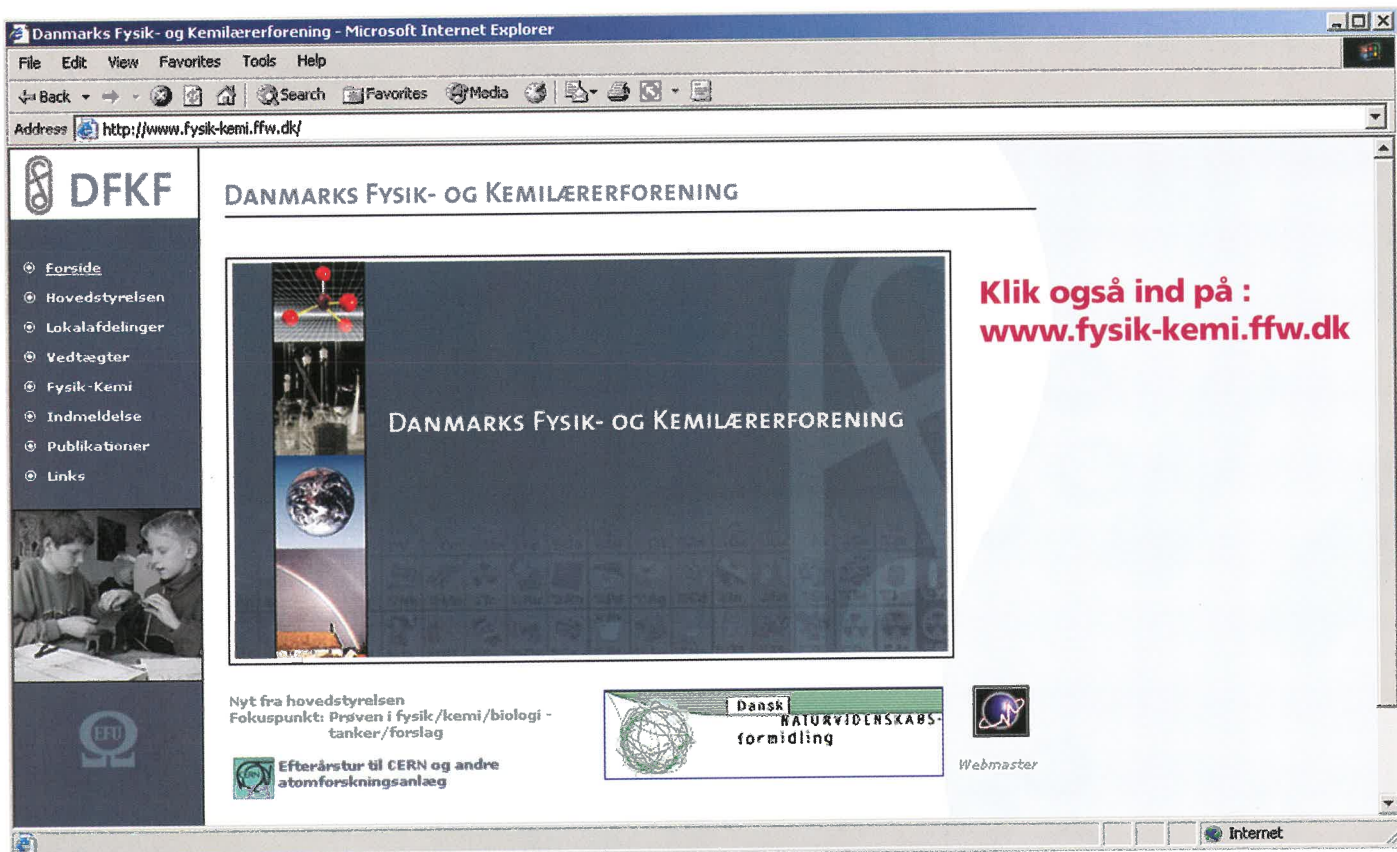 Danmarks Fysik- og Kemilærerforening - Microsoft Internet Explorer
File Edit View Favorites Tools Help
Back Search Favorites Media
Address http://www.fysik-kemi.ffw.dk/
DFKF
DANMARKS FYSIK- OG KEMILÆRERFORENING
Forside
Hovedstyrelsen
Lokalafdelinger
Vedtægter
Fysik-Kemi
Indmeldelse
Publikationer
Links
EFU
DANMARKS FYSIK- OG KEMILÆRERFORENING
Klik også ind på :
www.fysik-kemi.ffw.dk
Nyt fra hovedstyrelsen
Fokuspunkt: Prøven i fysik/kemi/biologi -
tanker/forslag
CERN
Efterårstur til CERN og andre
atomforskningsanlæg
Dansk
NATURVIDENSKABS-
formidling
Webmaster
Internet